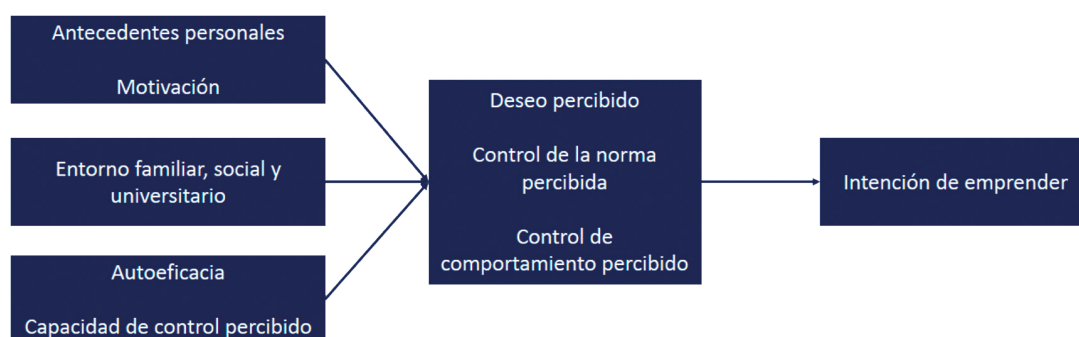 Antecedentes personales
Motivación
Entorno familiar, social y
universitario
Autoeficacia
Capacidad de control percibido
Deseo percibido
Control de la norma
percibida
Control de
comportamiento percibido
Intención de emprender